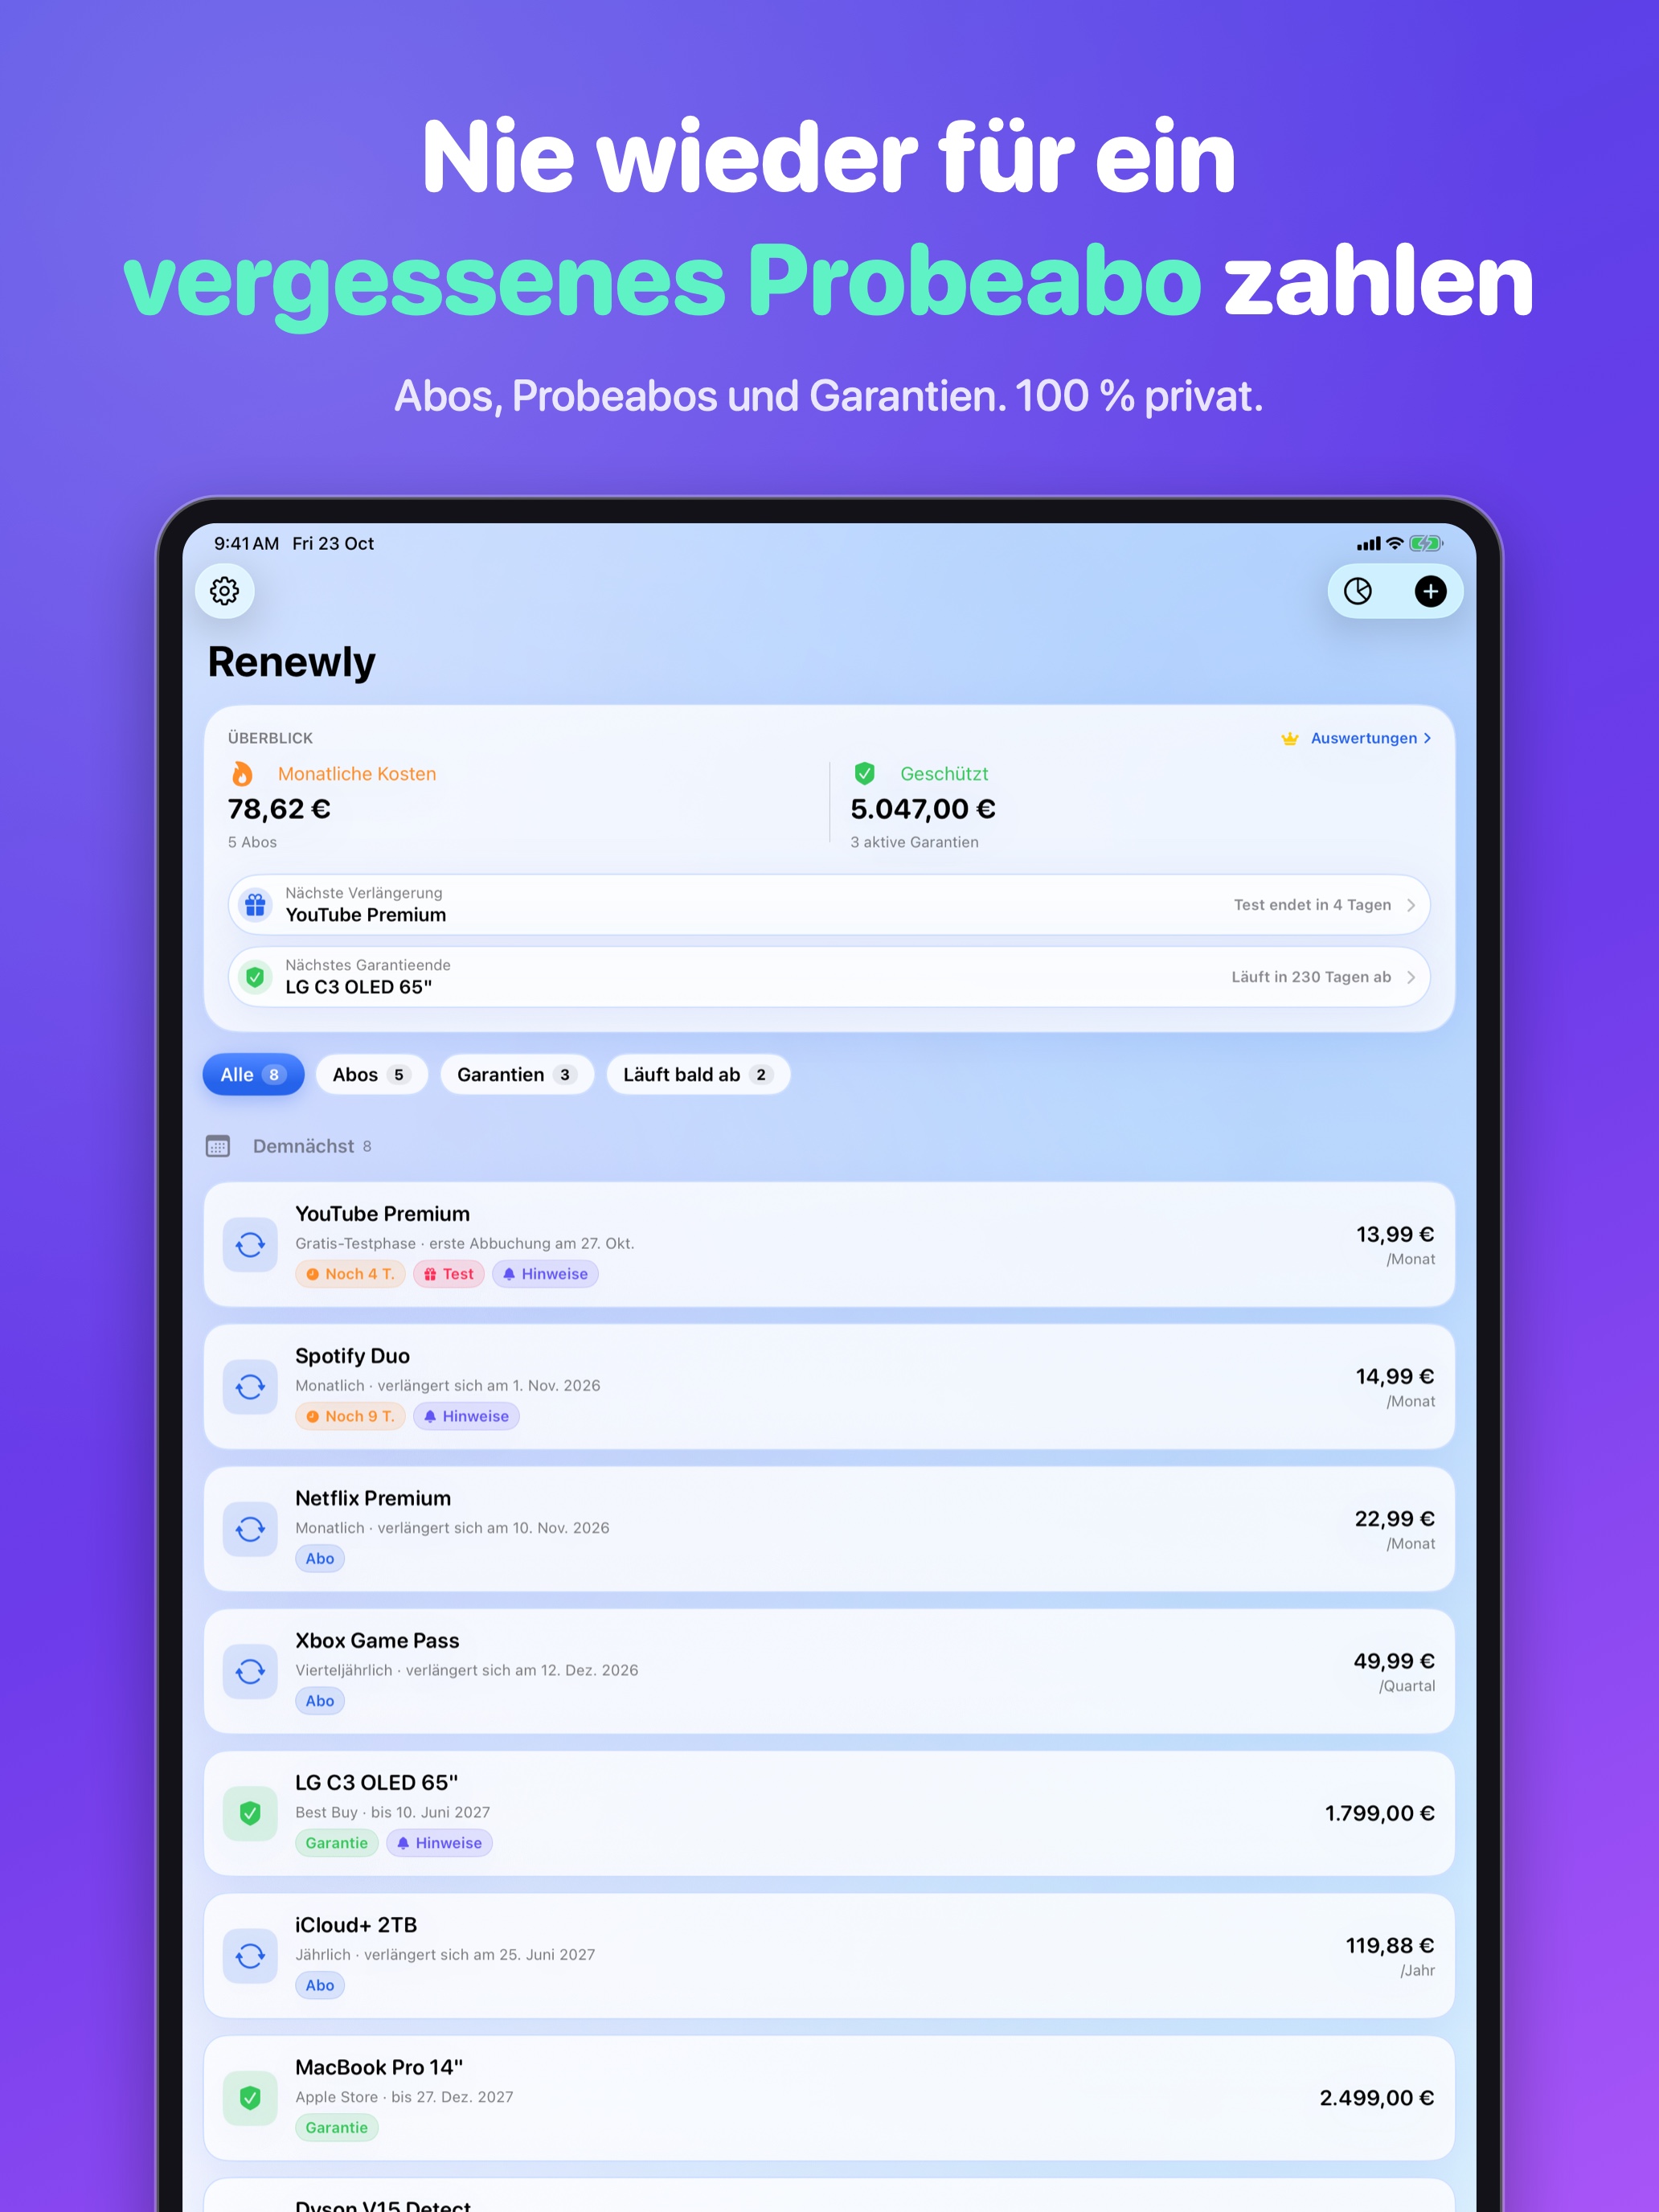 Nie wieder für ein
vergessenes Probeabo zahlen
Abos, Probeabos und Garantien. 100 % privat.
9:41 AM Fri 23 Oct
Renewly
ÜBERBLICK
Auswertungen
Monatliche Kosten
78,62 €
5 Abos
Geschützt
5.047,00 €
3 aktive Garantien
Nächste Verlängerung
YouTube Premium
Test endet in 4 Tagen
Nächstes Garantieende
LG C3 OLED 65"
Läuft in 230 Tagen ab
Alle 8 Abos 5 Garantien 3 Läuft bald ab 2
Demnächst 8
YouTube Premium
Gratis-Testphase · erste Abbuchung am 27. Okt.
Noch 4 T. Test Hinweise
13,99 €
/Monat
Spotify Duo
Monatlich · verlängert sich am 1. Nov. 2026
Noch 9 T. Hinweise
14,99 €
/Monat
Netflix Premium
Monatlich · verlängert sich am 10. Nov. 2026
Abo
22,99 €
/Monat
Xbox Game Pass
Vierteljährlich · verlängert sich am 12. Dez. 2026
Abo
49,99 €
/Quartal
LG C3 OLED 65"
Best Buy · bis 10. Juni 2027
Garantie Hinweise
1.799,00 €
iCloud+ 2TB
Jährlich · verlängert sich am 25. Juni 2027
Abo
119,88 €
/Jahr
MacBook Pro 14"
Apple Store · bis 27. Dez. 2027
Garantie
2.499,00 €
Dyson V15 Detect